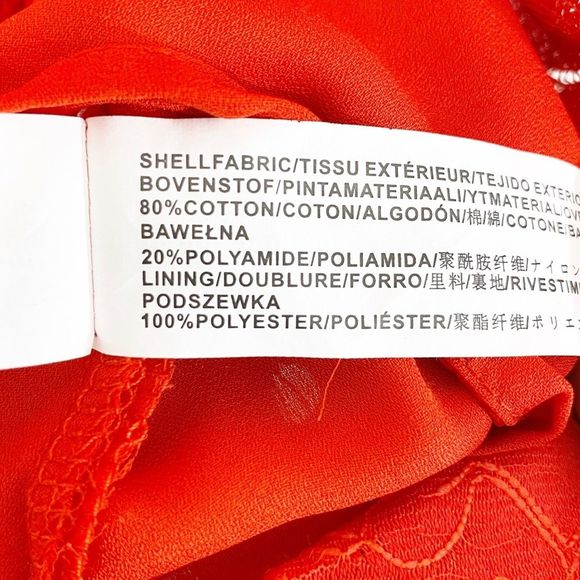 SHELLFABRIC/TISSU EXTÉRIEUR/TEJIDO EXTERIO
BOVENSTOF/PINTAMATERIAALI/YTMATERIAL/OV
80%COTTON/COTON/ALGODÓN/棉/綿/COTONE/BA
BAWEŁNA
20%POLYAMIDE/POLIAMIDA/聚酰胺纤维/ナイロン
LINING/DOUBLURE/FORRO/里料/裏地/RIVESTIM
PODSZEWKA
100%POLYESTER/POLIÉSTER/聚酯纤维/ポリエ